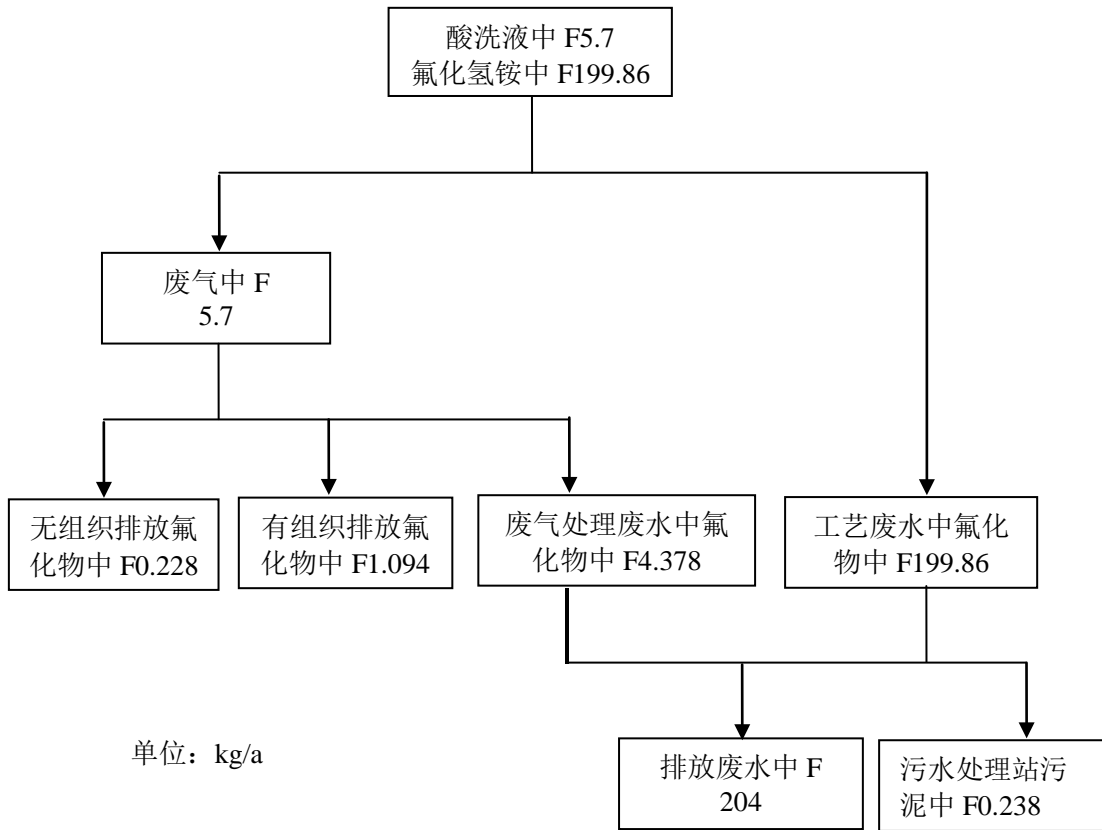 酸洗液中 F5.7
氟化氢铵中 F199.86
废气中 F
5.7
无组织排放氟
化物中 F0.228
有组织排放氟
化物中 F1.094
废气处理废水中氟
化物中 F4.378
工艺废水中氟化
物中 F199.86
单位：kg/a
排放废水中 F
204
污水处理站污
泥中 F0.238